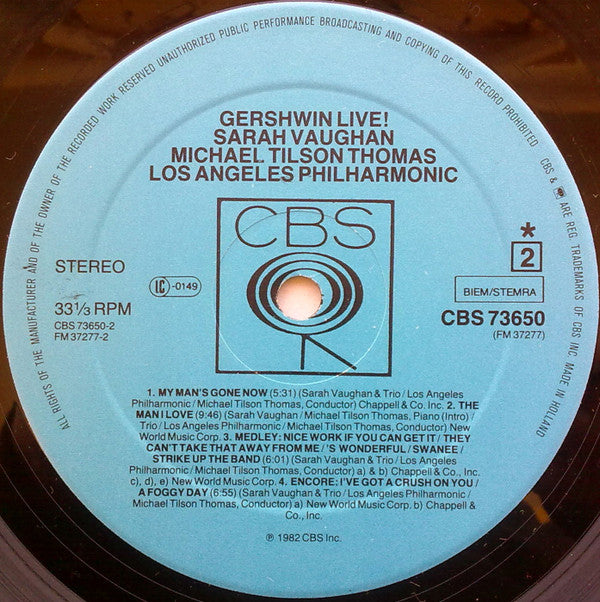 ALL RIGHTS OF THE MANUFACTURER AND OF THE OWNER OF THE RECORDED WORK RESERVED UNAUTHORIZED PUBLIC PERFORMANCE BROADCASTING AND COPYING OF THIS RECORD PROHIBITED
CBS & ARE REG. TRADEMARKS OF CBS INC. MADE IN HOLLAND
GERSHWIN LIVE!
SARAH VAUGHAN
MICHAEL TILSON THOMAS
LOS ANGELES PHILHARMONIC
CBS
STEREO
LC -0149
33⅓ RPM
CBS 73650-2
FM 37277-2
*
2
BIEM/STEMRA
CBS 73650
(FM 37277)
1. MY MAN'S GONE NOW (5:31) (Sarah Vaughan & Trio / Los Angeles
Philharmonic / Michael Tilson Thomas, Conductor) Chappell & Co. Inc. 2. THE
MAN I LOVE (9:46) (Sarah Vaughan / Michael Tilson Thomas, Piano (Intro) /
Trio / Los Angeles Philharmonic / Michael Tilson Thomas, Conductor) New
World Music Corp. 3. MEDLEY: NICE WORK IF YOU CAN GET IT / THEY
CAN'T TAKE THAT AWAY FROM ME / 'S WONDERFUL / SWANEE /
STRIKE UP THE BAND (6:01) (Sarah Vaughan & Trio / Los Angeles
Philharmonic / Michael Tilson Thomas, Conductor) a) & b) Chappell & Co., Inc.
c), d), e) New World Music Corp. 4. ENCORE: I'VE GOT A CRUSH ON YOU /
A FOGGY DAY (6:55) (Sarah Vaughan & Trio / Los Angeles Philharmonic /
Michael Tilson Thomas, Conductor) a) New World Music Corp. b) Chappell &
Co., Inc.
℗ 1982 CBS Inc.